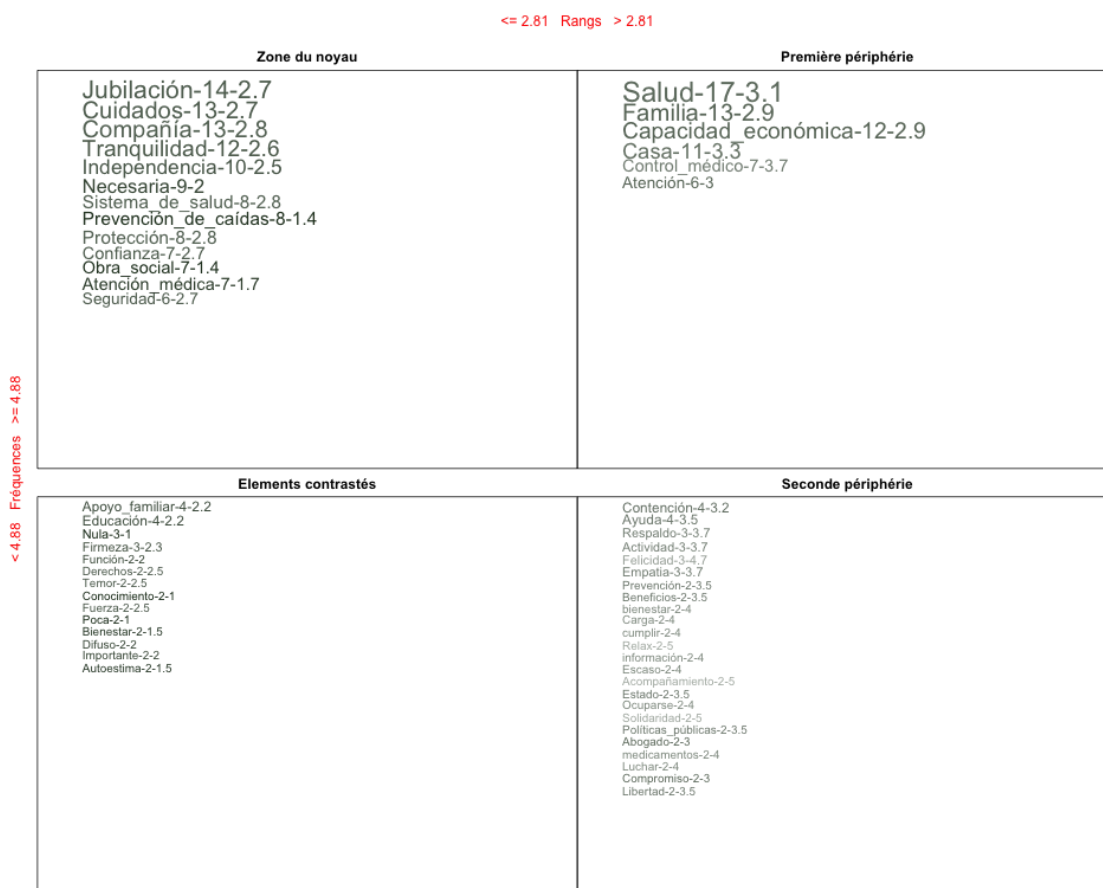 <= 2.81 Rangs > 2.81
Zone du noyau
Jubilación-14-2.7
Cuidados-13-2.7
Compañía-13-2.8
Tranquilidad-12-2.6
Independencia-10-2.5
Necesaria-9-2
Sistema_de_salud-8-2.8
Prevención_de_caídas-8-1.4
Protección-8-2.8
Confianza-7-2.7
Obra_social-7-1.4
Atención_médica-7-1.7
Seguridad-6-2.7
Première périphérie
Salud-17-3.1
Familia-13-2.9
Capacidad_económica-12-2.9
Casa-11-3.3
Control_médico-7-3.7
Atención-6-3
< 4.88 Fréquences >= 4.88
Elements contrastés
Apoyo_familiar-4-2.2
Educación-4-2.2
Nula-3-1
Firmeza-3-2.3
Función-2-2
Derechos-2-2.5
Temor-2-2.5
Conocimiento-2-1
Fuerza-2-2.5
Poca-2-1
Bienestar-2-1.5
Difuso-2-2
Importante-2-2
Autoestima-2-1.5
Seconde périphérie
Contención-4-3.2
Ayuda-4-3.5
Respaldo-3-3.7
Actividad-3-3.7
Felicidad-3-4.7
Empatia-3-3.7
Prevención-2-3.5
Beneficios-2-3.5
bienestar-2-4
Carga-2-4
cumplir-2-4
Relax-2-5
información-2-4
Escaso-2-4
Acompañamiento-2-5
Estado-2-3.5
Ocuparse-2-4
Solidaridad-2-5
Políticas_públicas-2-3.5
Abogado-2-3
medicamentos-2-4
Luchar-2-4
Compromiso-2-3
Libertad-2-3.5